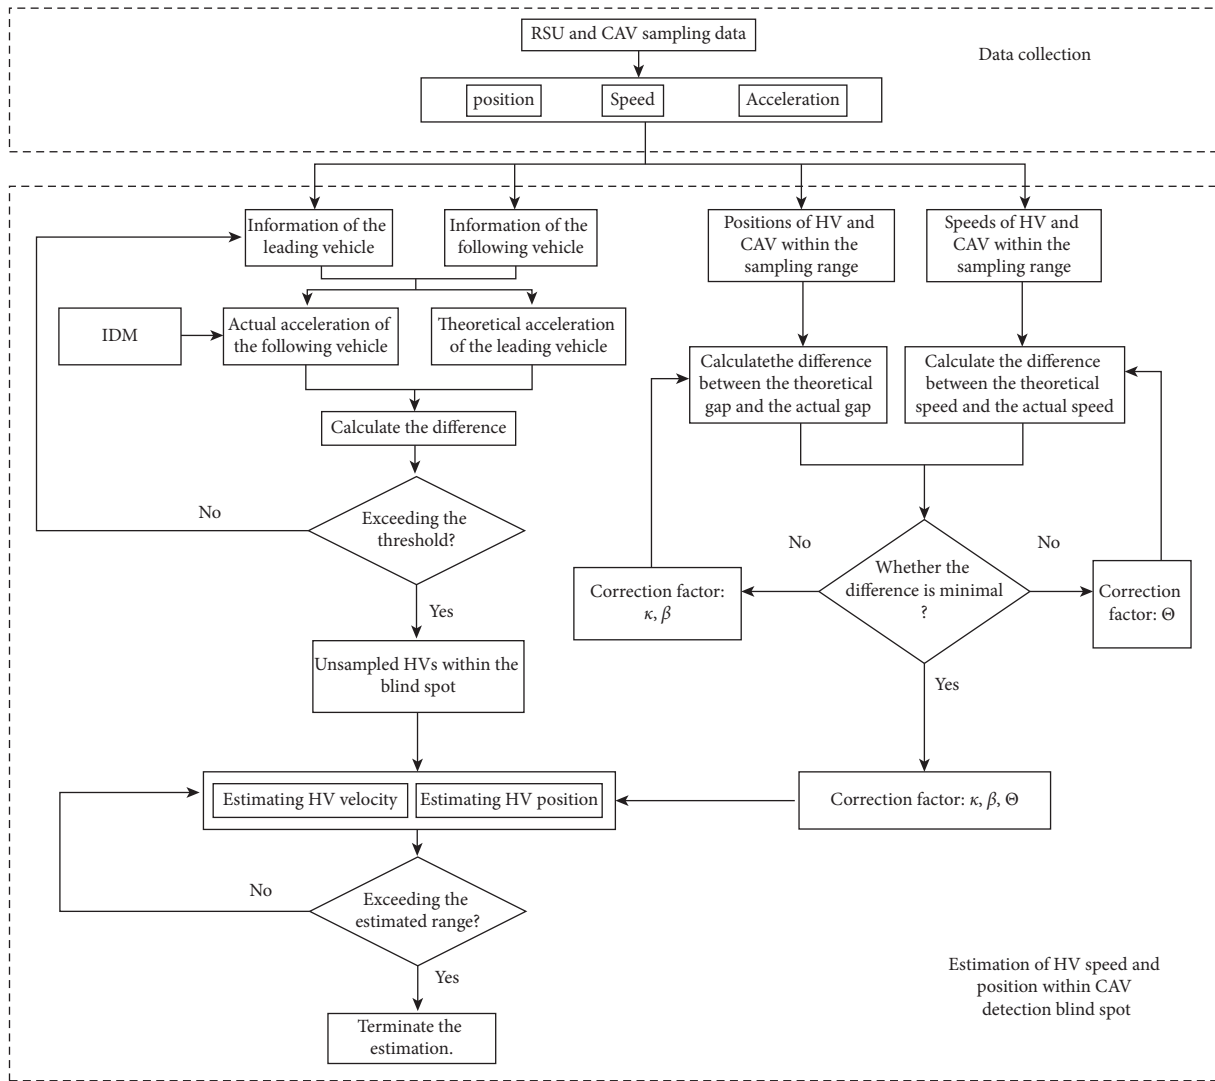 RSU and CAV sampling data
Data collection
position
Speed
Acceleration
Information of the
leading vehicle
Information of the
following vehicle
Positions of HV and
CAV within the
sampling range
Speeds of HV and
CAV within the
sampling range
IDM
Actual acceleration of
the following vehicle
Theoretical acceleration
of the leading vehicle
Calculatethe difference
between the theoretical
gap and the actual gap
Calculate the difference
between the theoretical
speed and the actual speed
Calculate the difference
No
Exceeding the
threshold?
Yes
No
No
Whether the
difference is minimal
?
Correction factor:
κ, β
Correction
factor: Θ
Yes
Unsampled HVs within the
blind spot
Estimating HV velocity
Estimating HV position
Correction factor: κ, β, Θ
No
Exceeding the
estimated range?
Yes
Terminate the
estimation.
Estimation of HV speed and
position within CAV
detection blind spot